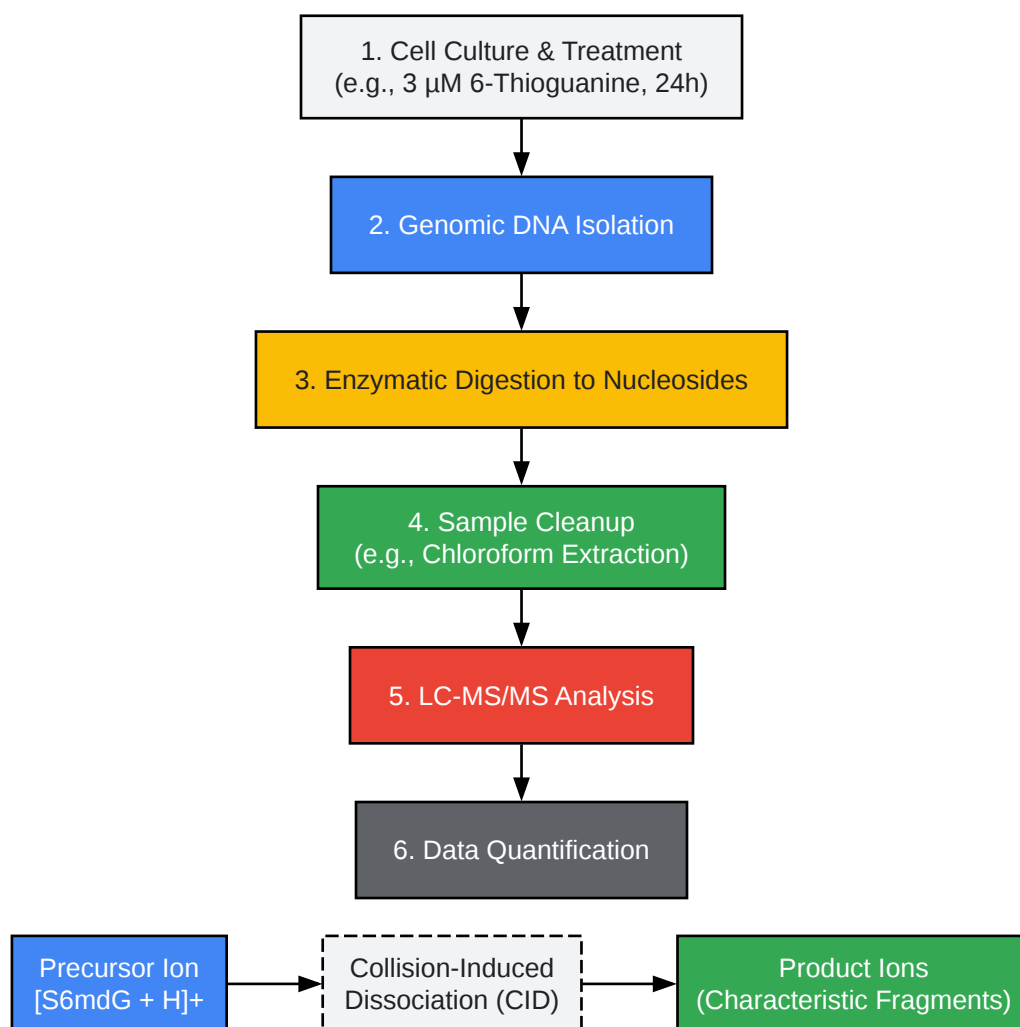 1. Cell Culture & Treatment
(e.g., 3 µM 6-Thioguanine, 24h)
2. Genomic DNA Isolation
3. Enzymatic Digestion to Nucleosides
4. Sample Cleanup
(e.g., Chloroform Extraction)
5. LC-MS/MS Analysis
6. Data Quantification
Precursor Ion
[S6mdG + H]+
Collision-Induced
Dissociation (CID)
Product Ions
(Characteristic Fragments)